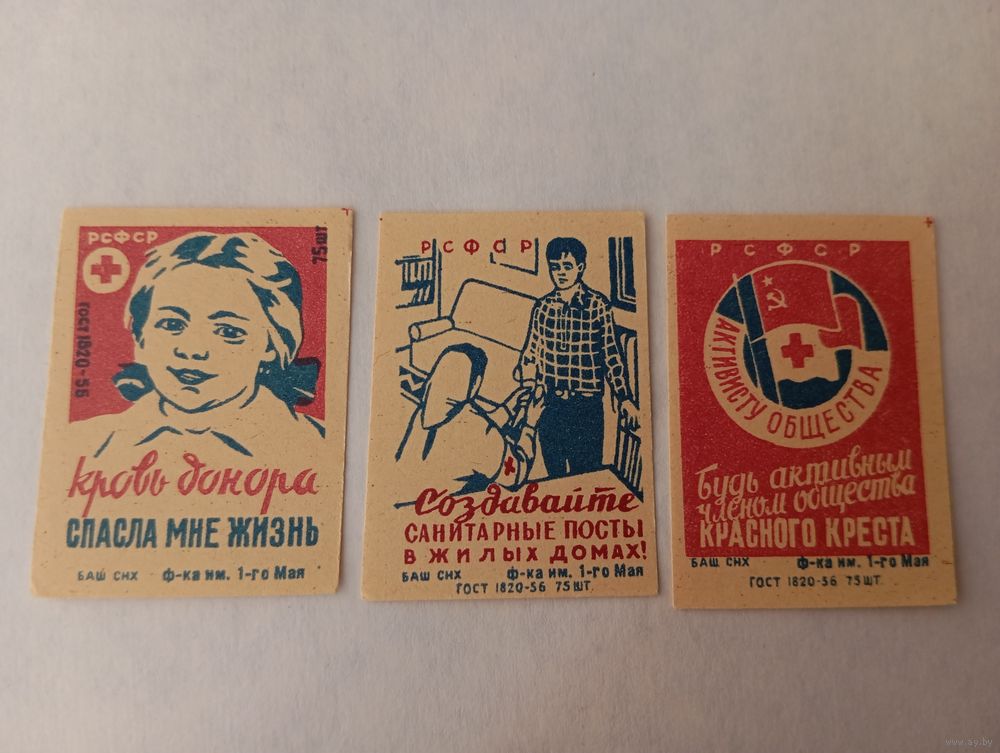 РСФСР
75 шт
ГОСТ 1820-56
Кровь донора
СПАСЛА МНЕ ЖИЗНЬ
БАШ СНХ ф-ка им. 1-го Мая
РСФСР
Создавайте
САНИТАРНЫЕ ПОСТЫ
В ЖИЛЫХ ДОМАХ!
БАШ СНХ ф-ка им. 1-го Мая
ГОСТ 1820-56 75 ШТ
РСФСР
АКТИВИСТУ ОБЩЕСТВА
Будь активным
членом общества
КРАСНОГО КРЕСТА
БАШ СНХ ф-ка им. 1-го Мая
ГОСТ 1820-56 75 ШТ.
www.ay.by